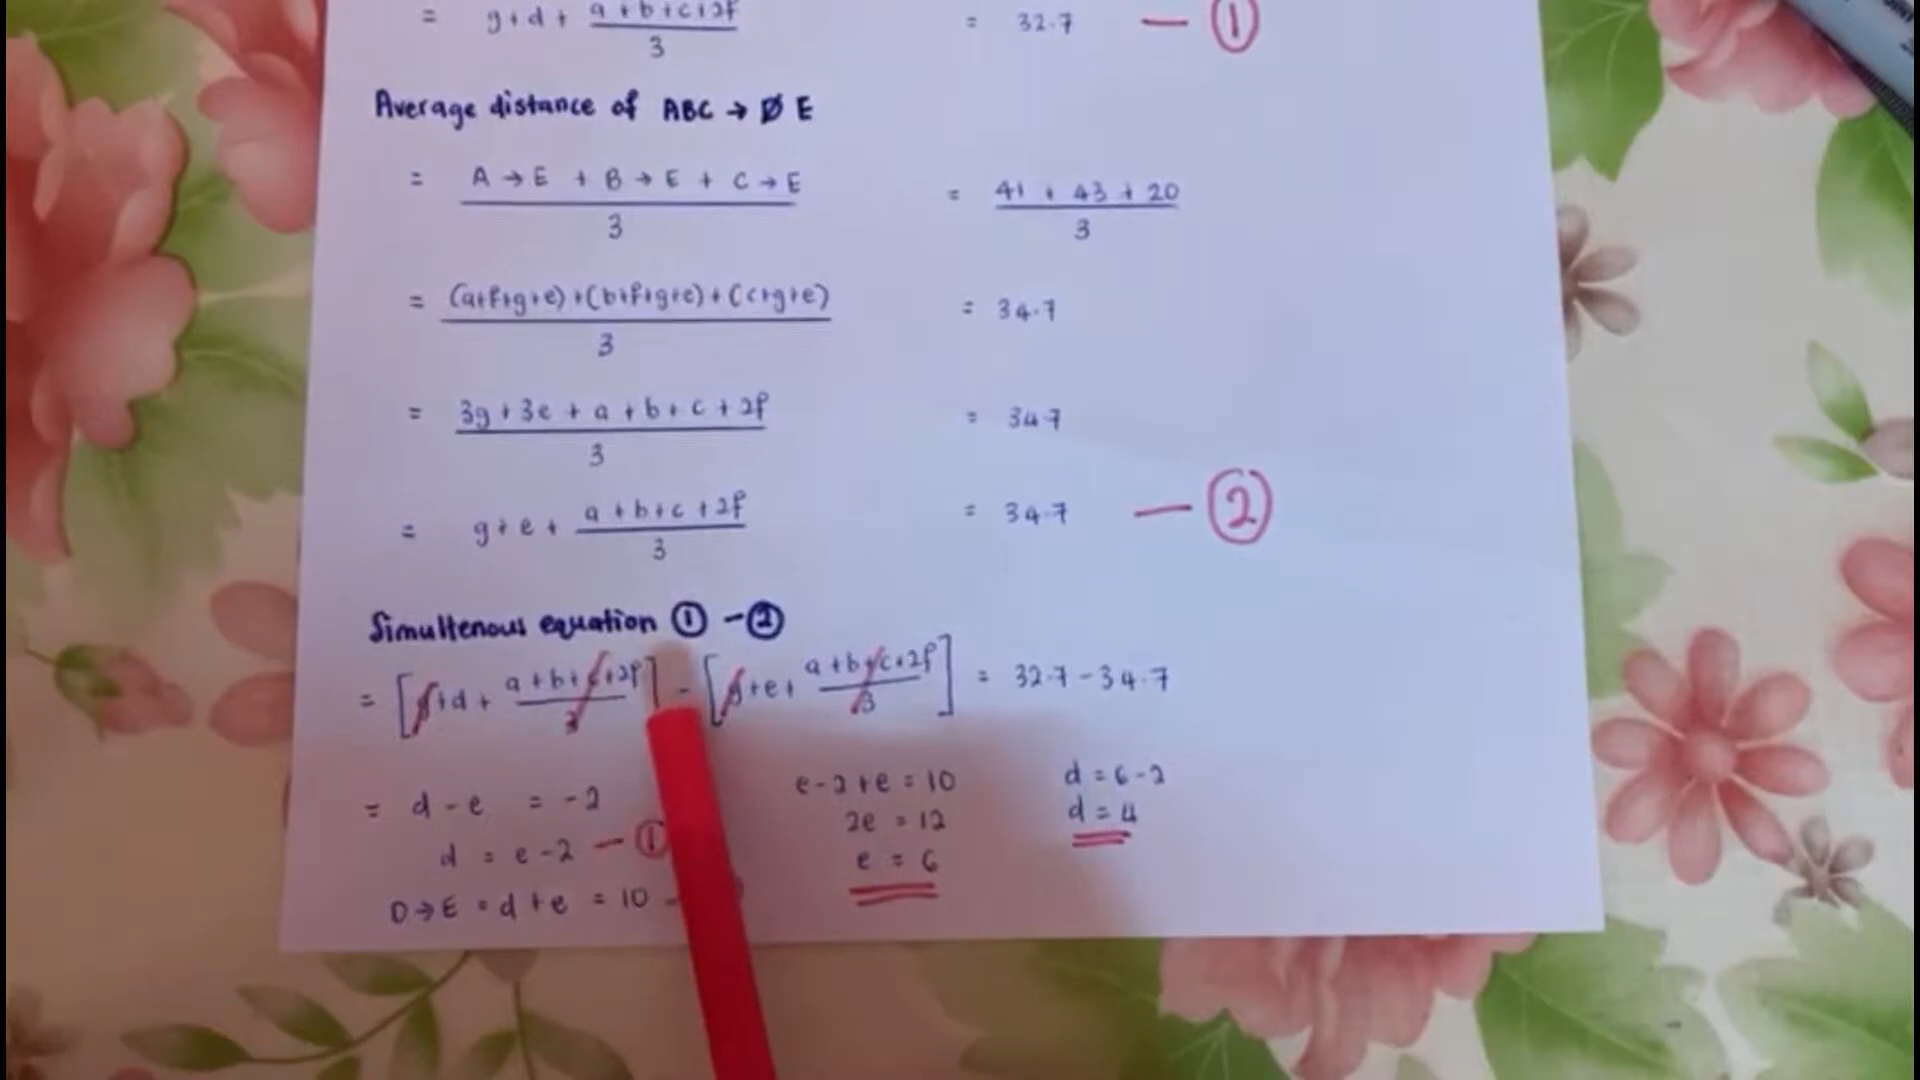 = g+d+ a+b+c+2f / 3 = 32.7 — ①
Average distance of ABC → E
= A→E + B→E + C→E / 3 = 41 + 43 + 20 / 3
= (a+f+g+e)+(b+f+g+e)+(c+g+e) / 3 = 34.7
= 3g+3e+a+b+c+2f / 3 = 34.7
= g+e+ a+b+c+2f / 3 = 34.7 — ②
Simultenous equation ① - ②
= [g+d+ a+b+c+2f / 3] - [g+e+ a+b+c+2f / 3] = 32.7 - 34.7
= d-e = -2
d = e-2 — ①
D→E = d+e = 10 -
e-2+e = 10
2e = 12
e = 6
d = 6-2
d = 4